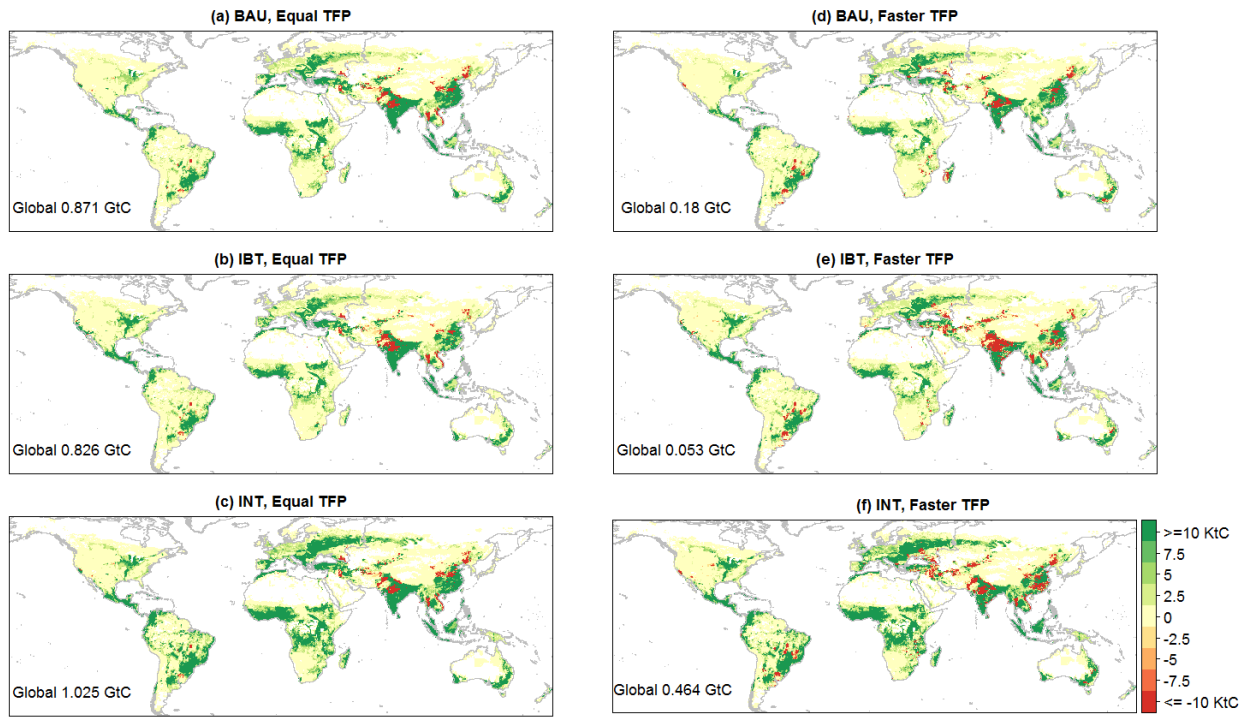 (a) BAU, Equal TFP
Global 0.871 GtC
(d) BAU, Faster TFP
Global 0.18 GtC
(b) IBT, Equal TFP
Global 0.826 GtC
(e) IBT, Faster TFP
Global 0.053 GtC
(c) INT, Equal TFP
Global 1.025 GtC
(f) INT, Faster TFP
Global 0.464 GtC
>=10 KtC
7.5
5
2.5
0
-2.5
-5
-7.5
<= -10 KtC